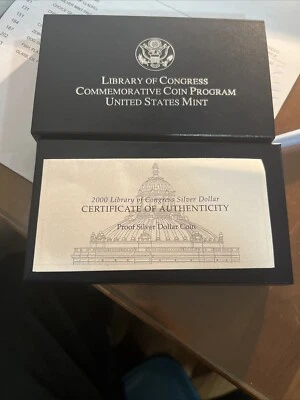 Library of Congress
Commemorative Coin Program
United States Mint
2000 Library of Congress Silver Dollar
CERTIFICATE OF AUTHENTICITY
Proof Silver Dollar Coin